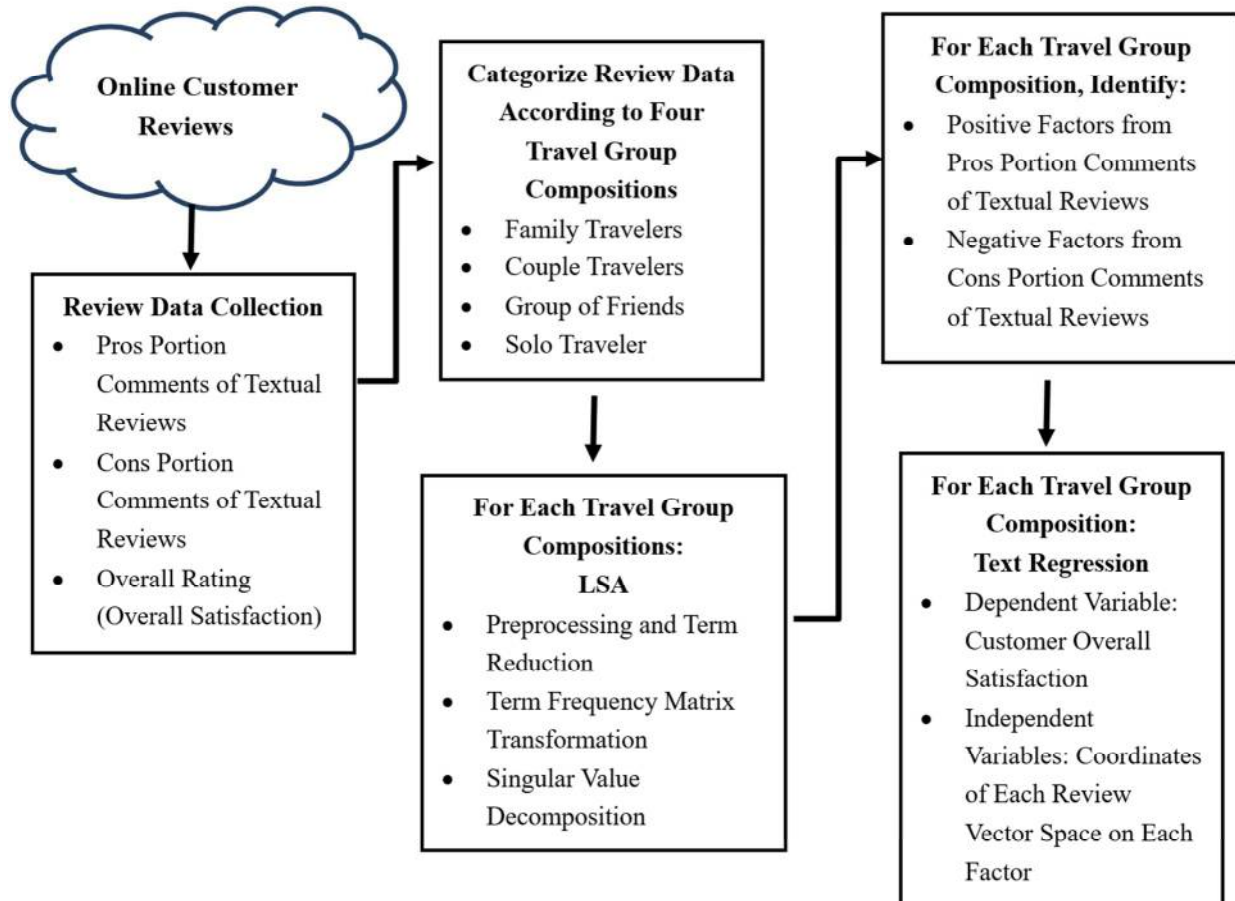 Online Customer
Reviews
Review Data Collection
• Pros Portion
Comments of Textual
Reviews
• Cons Portion
Comments of Textual
Reviews
• Overall Rating
(Overall Satisfaction)
Categorize Review Data
According to Four
Travel Group
Compositions
• Family Travelers
• Couple Travelers
• Group of Friends
• Solo Traveler
For Each Travel Group
Compositions:
LSA
• Preprocessing and Term
Reduction
• Term Frequency Matrix
Transformation
• Singular Value
Decomposition
For Each Travel Group
Composition, Identify:
• Positive Factors from
Pros Portion Comments
of Textual Reviews
• Negative Factors from
Cons Portion Comments
of Textual Reviews
For Each Travel Group
Composition:
Text Regression
• Dependent Variable:
Customer Overall
Satisfaction
• Independent
Variables: Coordinates
of Each Review
Vector Space on Each
Factor